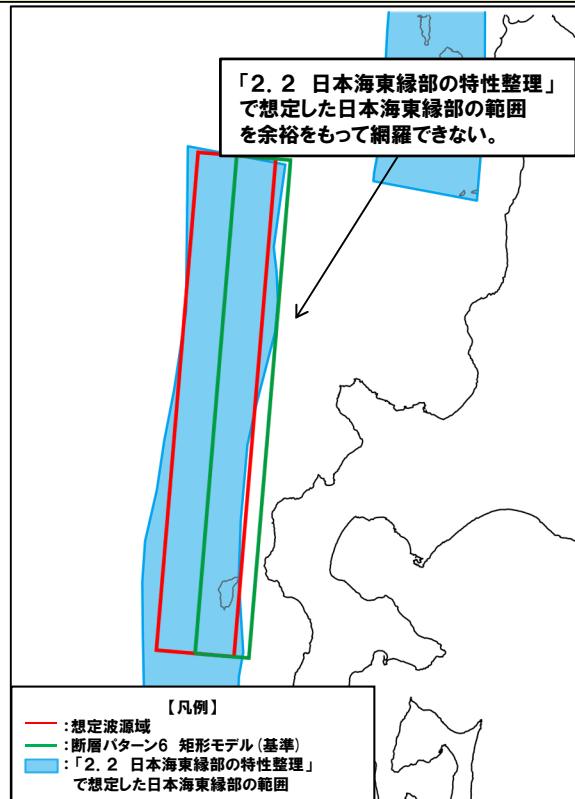 「2.2 日本海東縁部の特性整理」
で想定した日本海東縁部の範囲
を余裕をもって網羅できない。
【凡例】
:想定波源域
:断層パターン6 矩形モデル(基準)
:「2.2 日本海東縁部の特性整理」
で想定した日本海東縁部の範囲